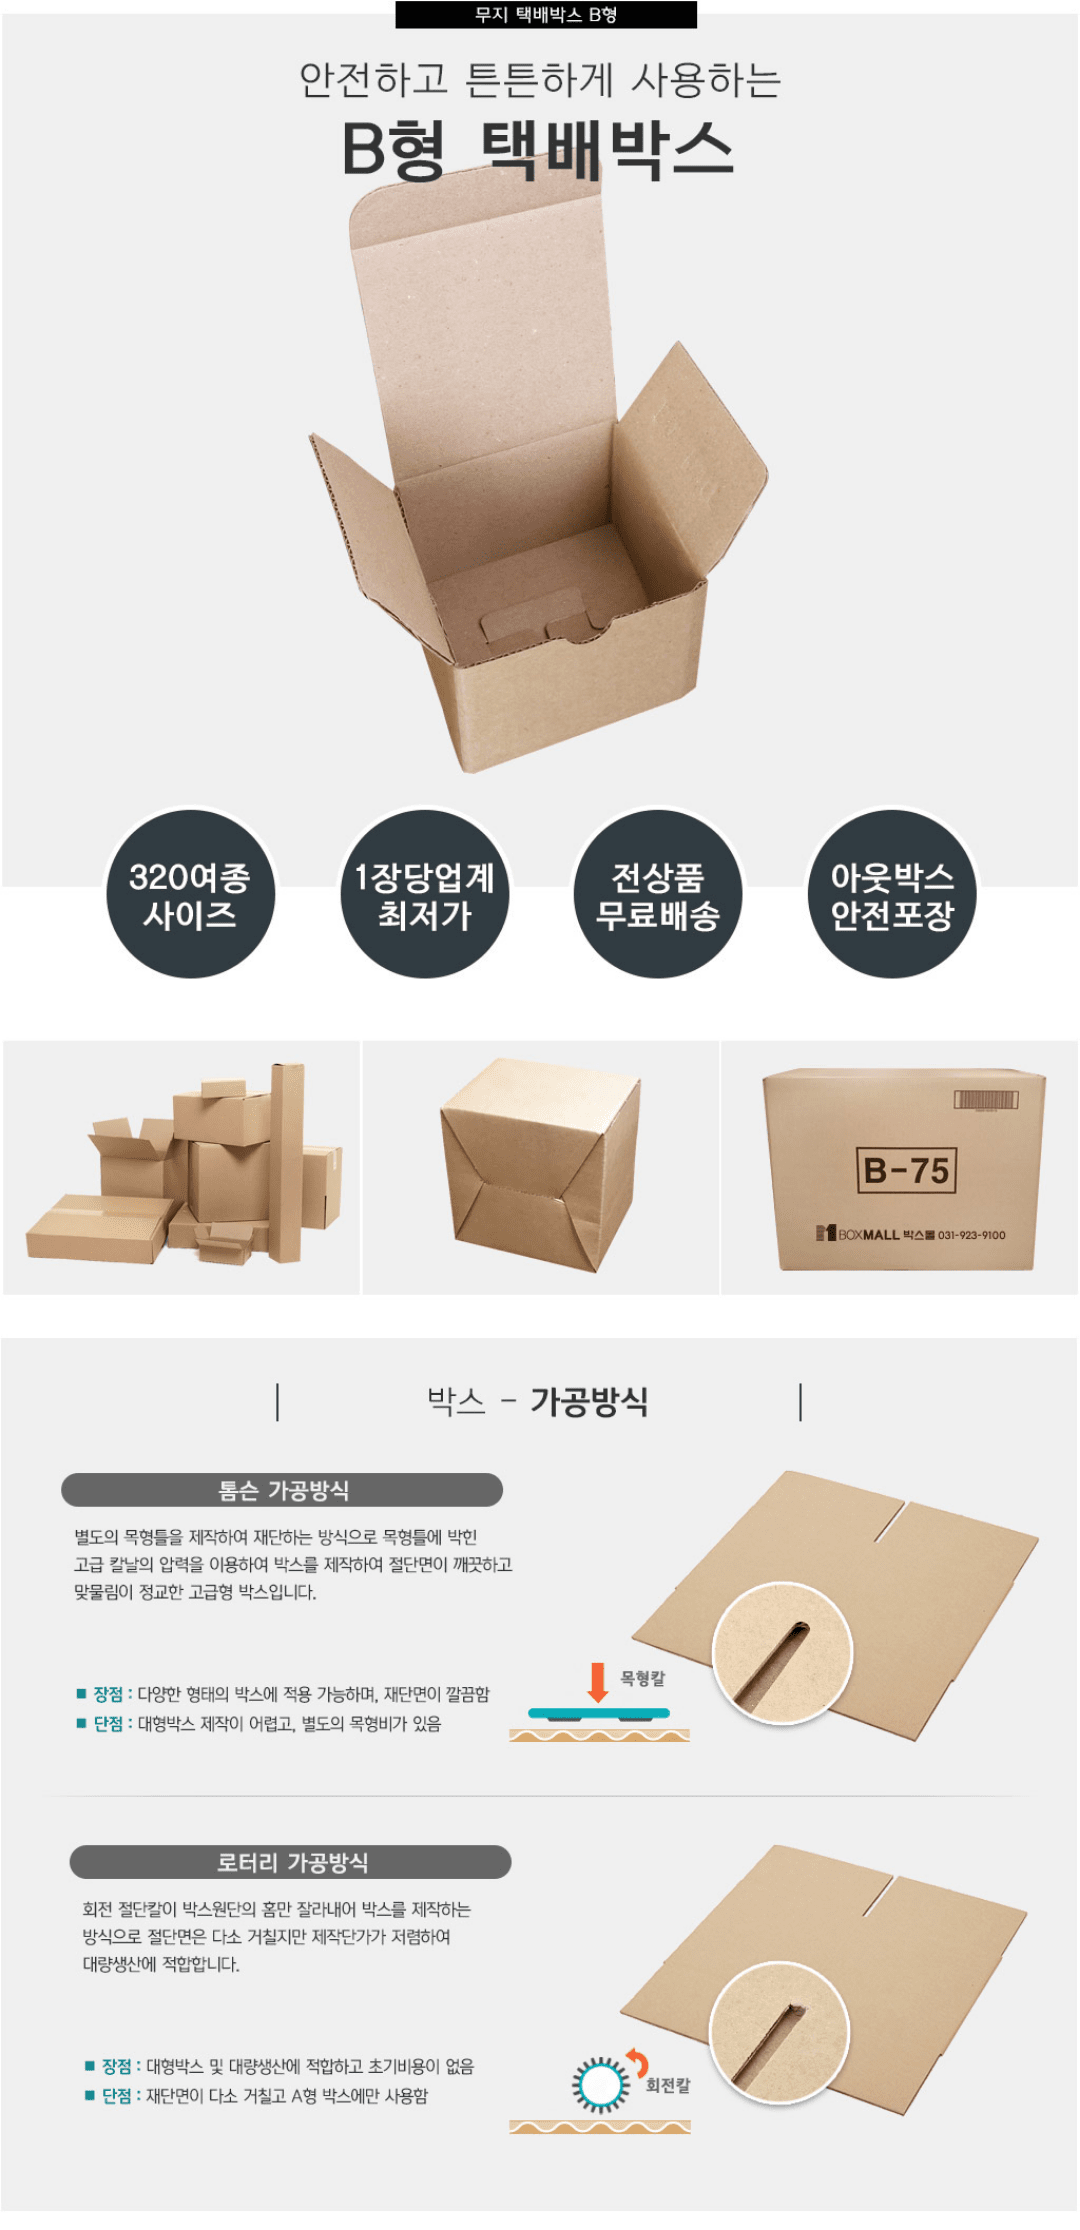 무지 택배박스 B형
안전하고 튼튼하게 사용하는
B형 택배박스
320여종
사이즈
1장당업계
최저가
전상품
무료배송
아웃박스
안전포장
B-75
BOXMALL 박스몰 031-923-9100
박스 - 가공방식
톰슨 가공방식
별도의 목형틀을 제작하여 재단하는 방식으로 목형틀에 박힌
고급 칼날의 압력을 이용하여 박스를 제작하여 절단면이 깨끗하고
맞물림이 정교한 고급형 박스입니다.
■ 장점 : 다양한 형태의 박스에 적용 가능하며, 재단면이 깔끔함
■ 단점 : 대형박스 제작이 어렵고, 별도의 목형비가 있음
목형칼
로터리 가공방식
회전 절단칼이 박스원단의 홈만 잘라내어 박스를 제작하는
방식으로 절단면은 다소 거칠지만 제작단가가 저렴하여
대량생산에 적합합니다.
■ 장점 : 대형박스 및 대량생산에 적합하고 초기비용이 없음
■ 단점 : 재단면이 다소 거칠고 A형 박스에만 사용함
회전칼